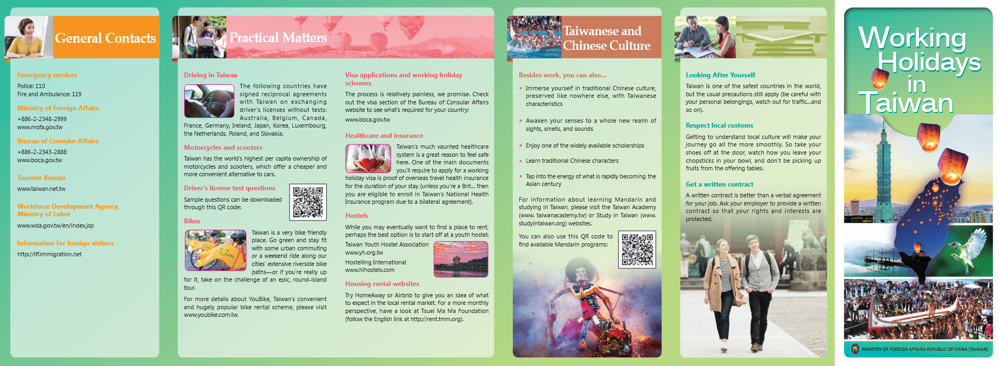 General Contacts
Emergency services
Police: 110
Fire and Ambulance: 119
Ministry of Foreign Affairs
+886-2-2348-2999
www.mofa.gov.tw
Bureau of Consular Affairs
+886-2-2343-2888
www.boca.gov.tw
Tourism Bureau
www.taiwan.net.tw
Workforce Development Agency,
Ministry of Labor
www.wda.gov.tw/en/index.jsp
Information for foreign visitors
http://iff.immigration.net
Practical Matters
Driving in Taiwan
The following countries have
signed reciprocal agreements
with Taiwan on exchanging
driver's licenses without tests:
Australia, Belgium, Canada,
France, Germany, Ireland, Japan, Korea, Luxembourg,
the Netherlands, Poland, and Slovakia.
Motorcycles and scooters
Taiwan has the world's highest per capita ownership of
motorcycles and scooters, which offer a cheaper and
more convenient alternative to cars.
Driver's license test questions
Sample questions can be downloaded
through this QR code:
Bikes
Taiwan is a very bike friendly
place. Go green and stay fit
with some urban commuting
or a weekend ride along our
cities' extensive riverside bike
paths—or if you're really up
for it, take on the challenge of an epic, round-island
tour.
For more details about YouBike, Taiwan's convenient
and hugely popular bike rental scheme, please visit
www.youbike.com.tw.
Visa applications and working holiday
schemes
The process is relatively painless, we promise. Check
out the visa section of the Bureau of Consular Affairs
website to see what's required for your country:
www.boca.gov.tw
Healthcare and insurance
Taiwan's much vaunted healthcare
system is a great reason to feel safe
here. One of the main documents
you'll require to apply for a working
holiday visa is proof of overseas travel health insurance
for the duration of your stay (unless you're a Brit... then
you are eligible to enroll in Taiwan's National Health
Insurance program due to a bilateral agreement).
Hostels
While you may eventually want to find a place to rent,
perhaps the best option is to start off at a youth hostel:
Taiwan Youth Hostel Association
www.yh.org.tw
Hostelling International
www.hihostels.com
Housing rental websites
Try HomeAway or Airbnb to give you an idea of what
to expect in the local rental market. For a more monthly
perspective, have a look at Tsuei Ma Ma Foundation
(follow the English link at http://rent.tmm.org).
Taiwanese and
Chinese Culture
Besides work, you can also...
• Immerse yourself in traditional Chinese culture,
preserved like nowhere else, with Taiwanese
characteristics
• Awaken your senses to a whole new realm of
sights, smells, and sounds
• Enjoy one of the widely available scholarships
• Learn traditional Chinese characters
• Tap into the energy of what is rapidly becoming the
Asian century
For information about learning Mandarin and
studying in Taiwan, please visit the Taiwan Academy
(www. taiwanacademy.tw) or Study in Taiwan (www.
studyintaiwan.org) websites.
You can also use this QR code to
find available Mandarin programs:
Looking After Yourself
Taiwan is one of the safest countries in the world,
but the usual precautions still apply (be careful with
your personal belongings, watch out for traffic...and
so on).
Respect local customs
Getting to understand local culture will make your
journey go all the more smoothly. So take your
shoes off at the door, watch how you leave your
chopsticks in your bowl, and don't be picking up
fruits from the offering tables.
Get a written contract
A written contract is better than a verbal agreement
for your job. Ask your employer to provide a written
contract so that your rights and interests are
protected.
Working
Holidays
in
Taiwan
MINISTRY OF FOREIGN AFFAIRS-REPUBLIC OF CHINA (TAIWAN)